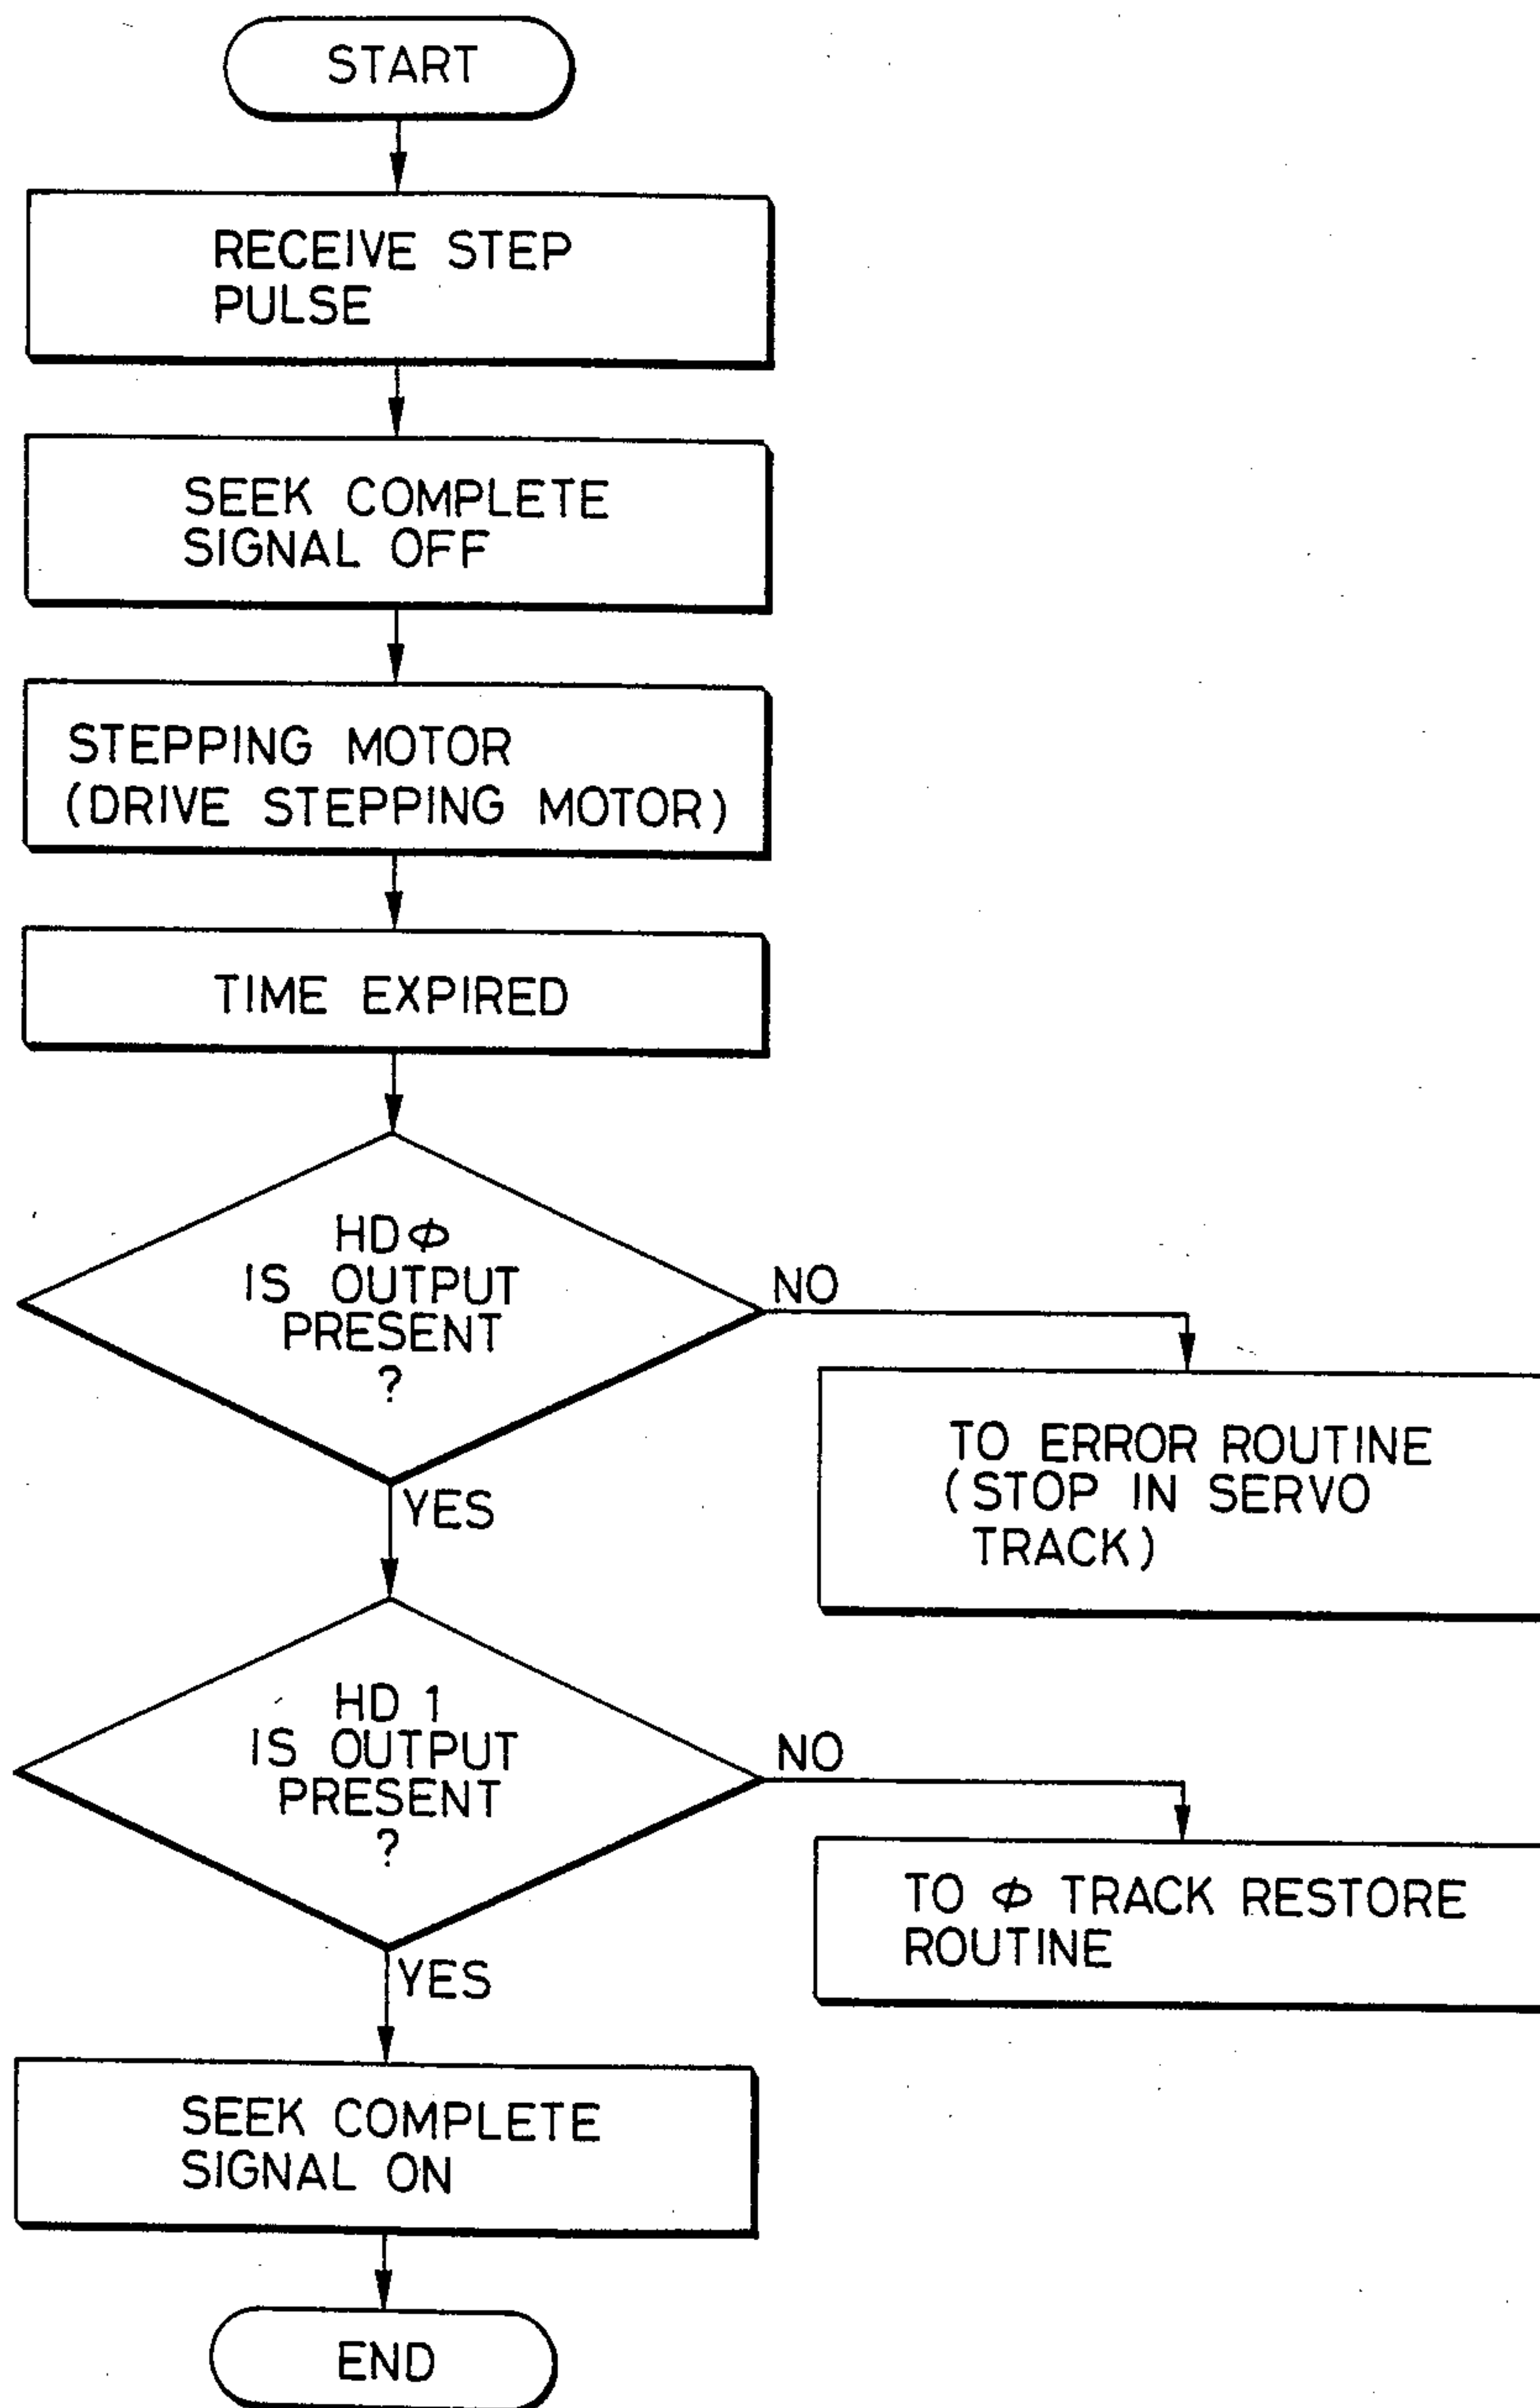 START
RECEIVE STEP
PULSE
SEEK COMPLETE
SIGNAL OFF
STEPPING MOTOR
(DRIVE STEPPING MOTOR)
TIME EXPIRED
HDΦ
IS OUTPUT
PRESENT
?
NO
TO ERROR ROUTINE
(STOP IN SERVO
TRACK)
YES
HD 1
IS OUTPUT
PRESENT
?
NO
TO Φ TRACK RESTORE
ROUTINE
YES
SEEK COMPLETE
SIGNAL ON
END